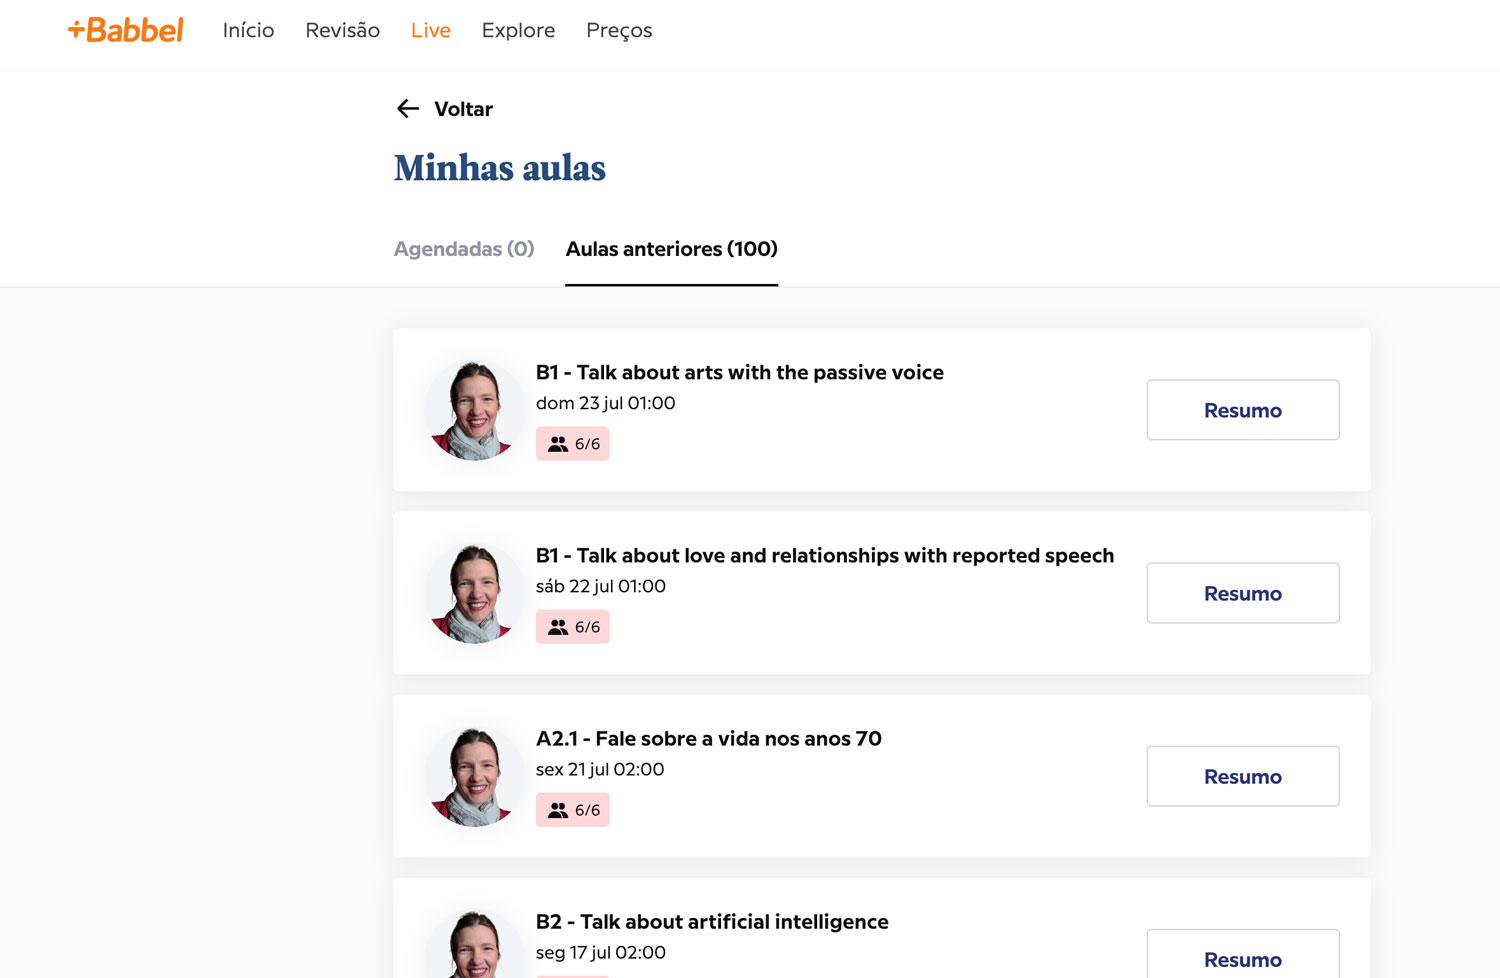 +Babbel Início Revisão Live Explore Preços
← Voltar
Minhas aulas
Agendadas (0) Aulas anteriores (100)
B1 - Talk about arts with the passive voice
dom 23 jul 01:00
6/6
Resumo
B1 - Talk about love and relationships with reported speech
sáb 22 jul 01:00
6/6
Resumo
A2.1 - Fale sobre a vida nos anos 70
sex 21 jul 02:00
6/6
Resumo
B2 - Talk about artificial intelligence
seg 17 jul 02:00
Resumo